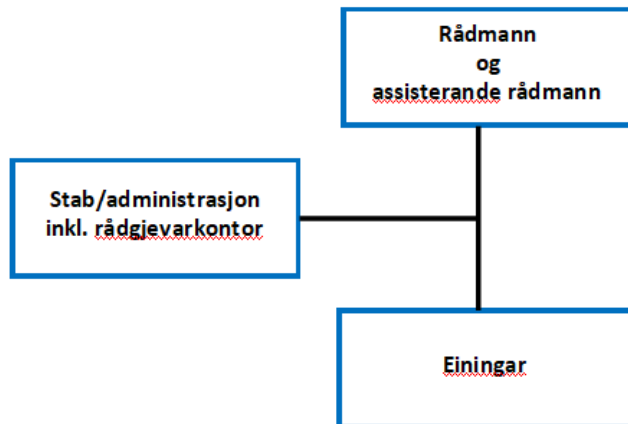 Rådmann
og
assisterande rådmann
Stab/administrasjon
inkl. rådgjevarkontor
Einingar